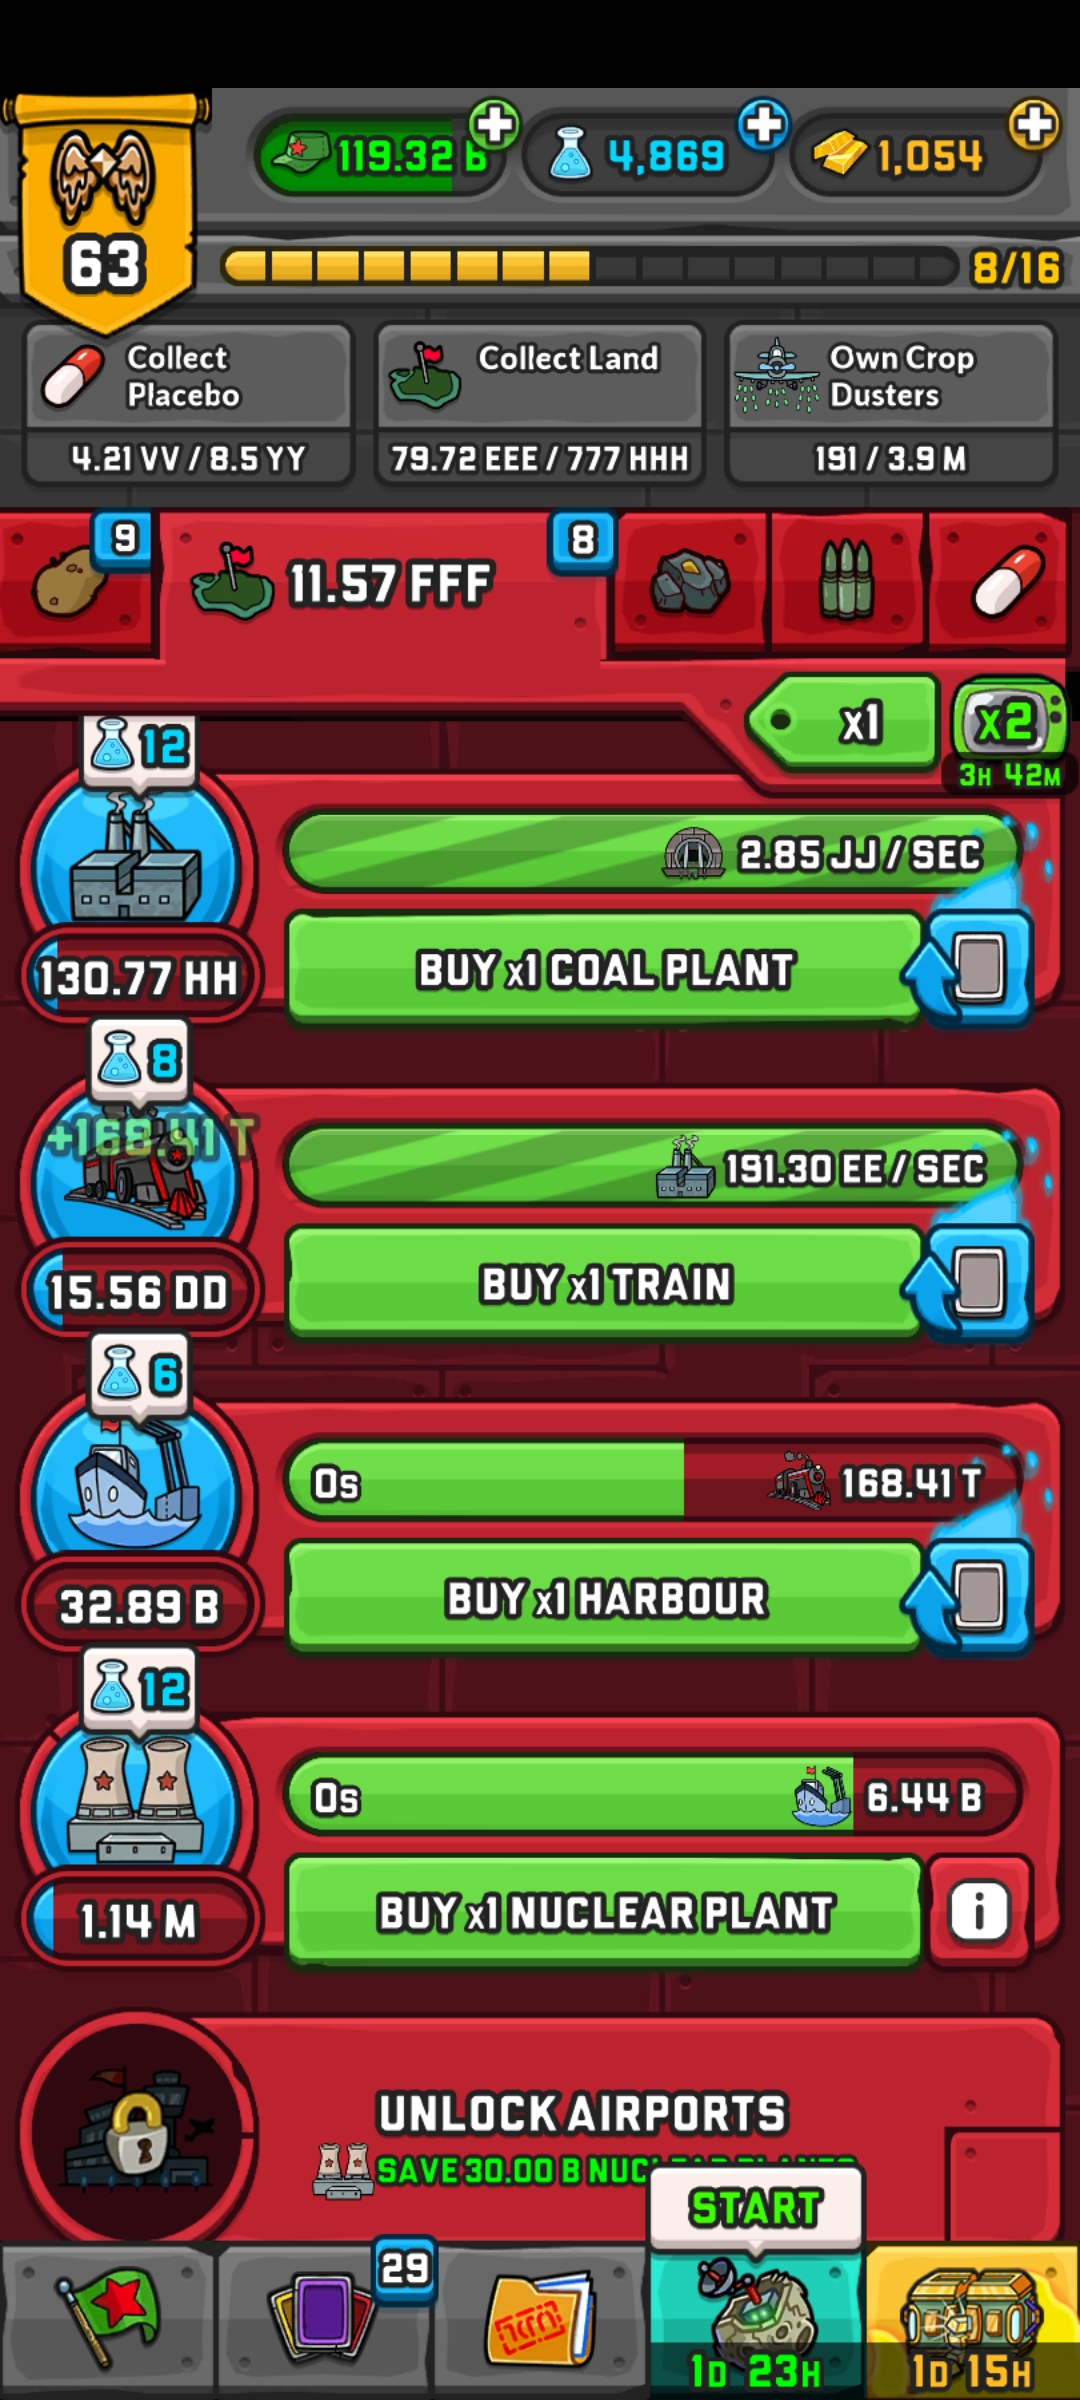 119.32 B
4,869
1,054
63
8/16
Collect
Placebo
4.21 VV / 8.5 YY
Collect Land
79.72 EEE / 777 HHH
Own Crop
Dusters
191 / 3.9 M
9
11.57 FFF
8
x1
x2
3H 42M
12
2.85 JJ / SEC
130.77 HH
BUY x1 COAL PLANT
8
+168.41 T
191.30 EE / SEC
15.56 DD
BUY x1 TRAIN
6
0s
168.41 T
32.89 B
BUY x1 HARBOUR
12
0s
6.44 B
1.14 M
BUY x1 NUCLEAR PLANT
i
UNLOCK AIRPORTS
SAVE 30.00 B NUCLEAR PLANTS
START
29
1D 23H
1D 15H